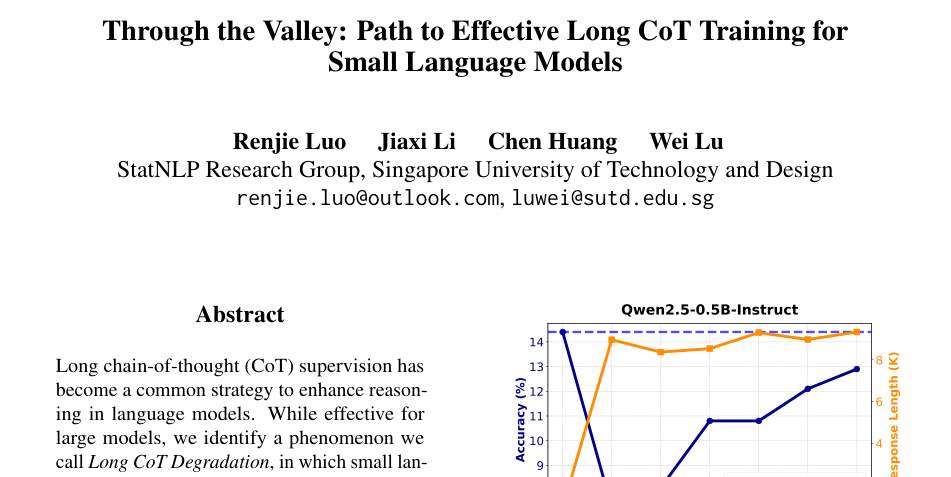 Through the Valley: Path to Effective Long CoT Training for
Small Language Models
Renjie Luo Jiaxi Li Chen Huang Wei Lu
StatNLP Research Group, Singapore University of Technology and Design
renjie.luo@outlook.com, luwei@sutd.edu.sg
Abstract
Long chain-of-thought (CoT) supervision has
become a common strategy to enhance reason-
ing in language models. While effective for
large models, we identify a phenomenon we
call Long CoT Degradation, in which small lan-
Qwen2.5-0.5B-Instruct
Accuracy (%)
14
13
12
11
10
9
8
6
4
esponse Length (K)